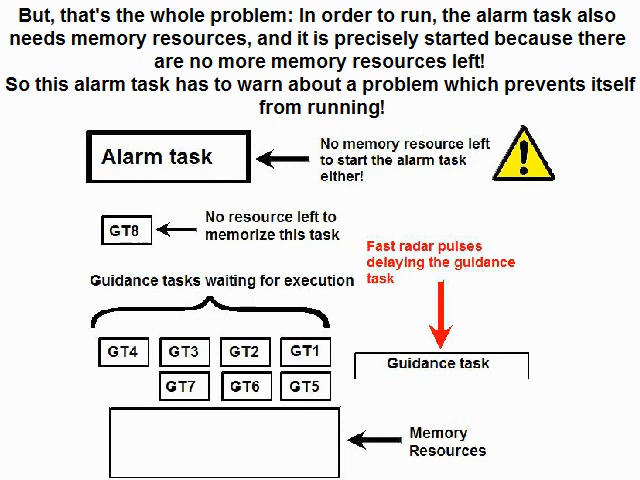 But, that's the whole problem: In order to run, the alarm task also
needs memory resources, and it is precisely started because there
are no more memory resources left!
So this alarm task has to warn about a problem which prevents itself
from running!
Alarm task
No memory resource left
to start the alarm task
either!
GT8
No resource left to
memorize this task
Fast radar pulses
delaying the guidance
task
Guidance tasks waiting for execution
GT4 GT3 GT2 GT1
Guidance task
GT7 GT6 GT5
Memory
Resources